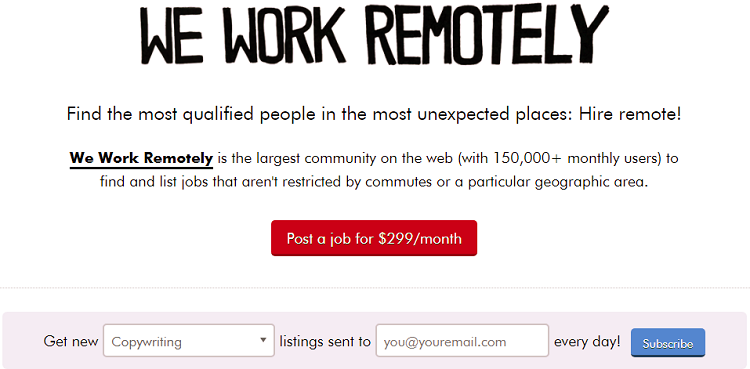 WE WORK REMOTELY
Find the most qualified people in the most unexpected places: Hire remote!
We Work Remotely is the largest community on the web (with 150,000+ monthly users) to
find and list jobs that aren't restricted by commutes or a particular geographic area.
Post a job for $299/month
Get new Copywriting listings sent to you@youremail.com every day! Subscribe